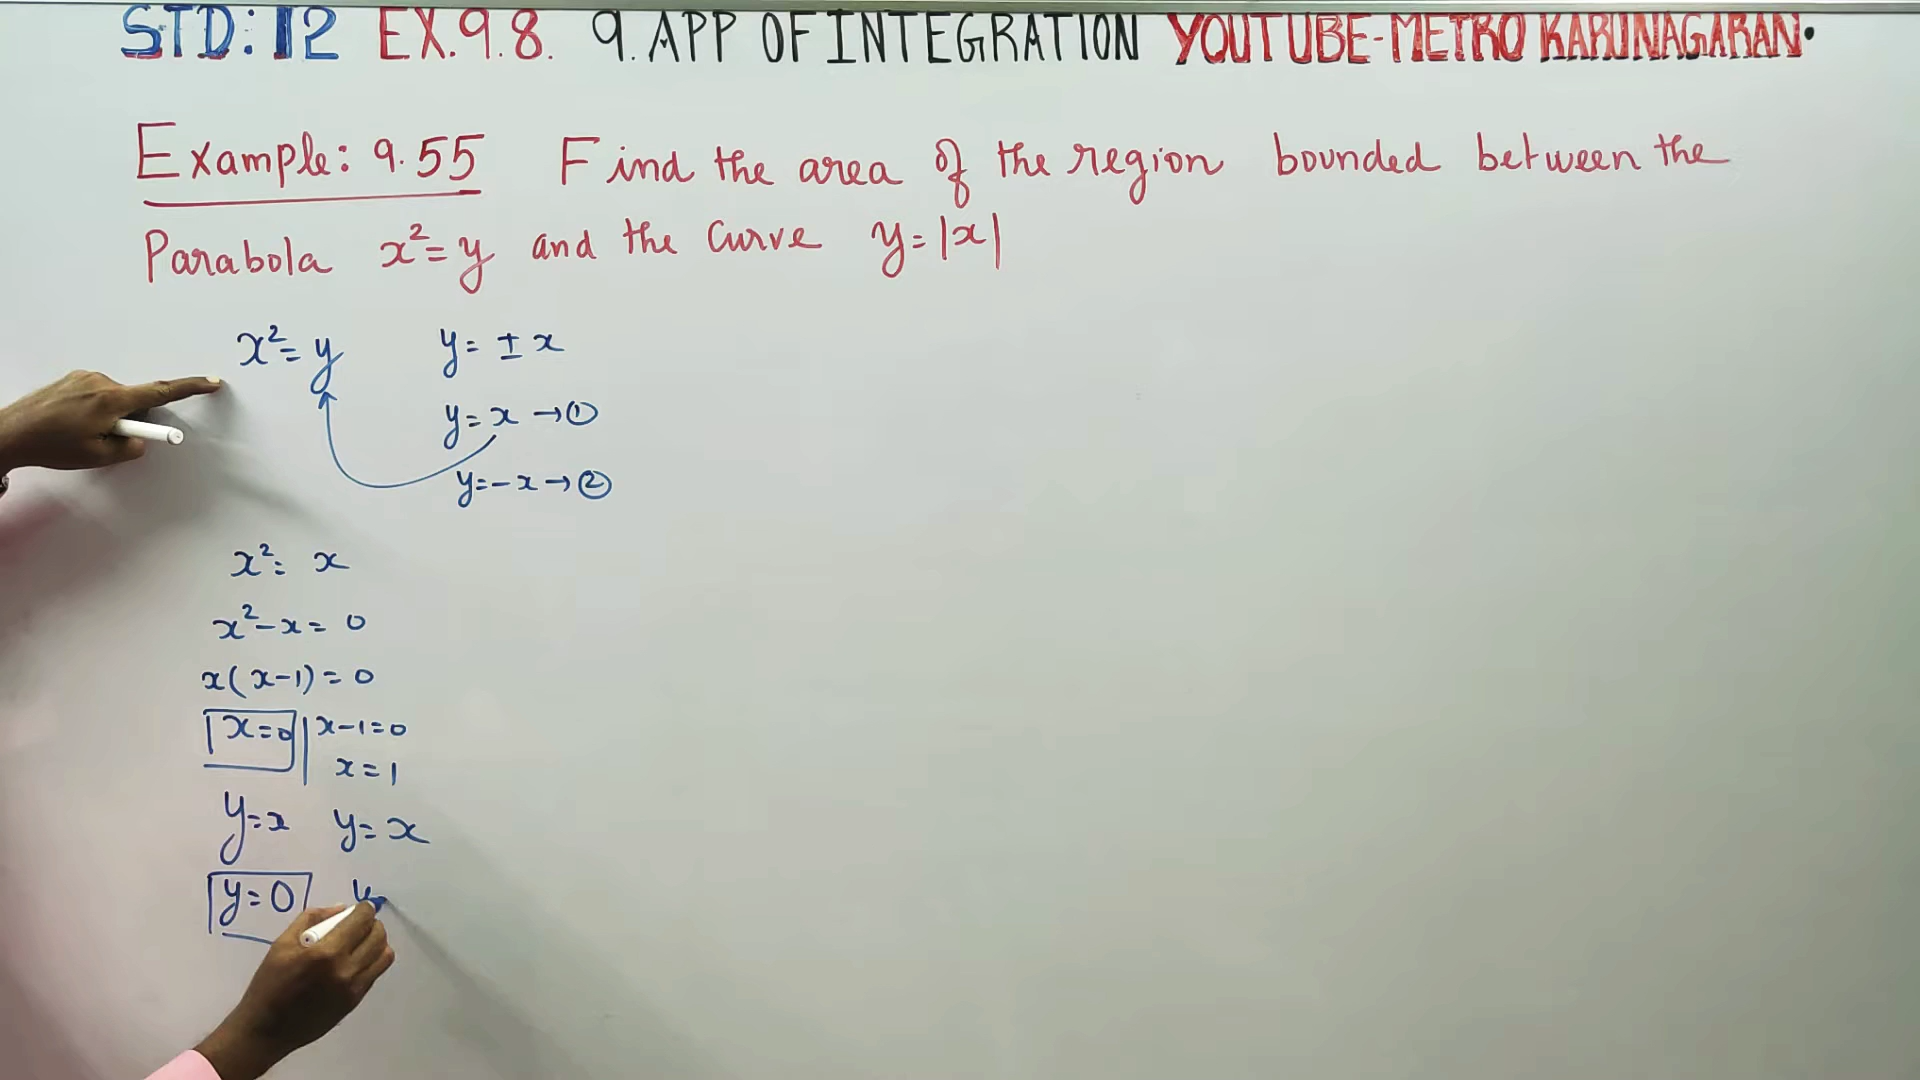 STD: 12 EX.9.8. 9. APP OF INTEGRATION YOUTUBE-METRO KARUNAGARAN.
Example: 9.55 Find the area of the region bounded between the
Parabola x²=y and the curve y=|x|
x²=y y=±x
y=x→①
y=-x→②
x²=x
x²-x=0
x(x-1)=0
x=0 x-1=0
x=1
y=x y=x
y=0 y